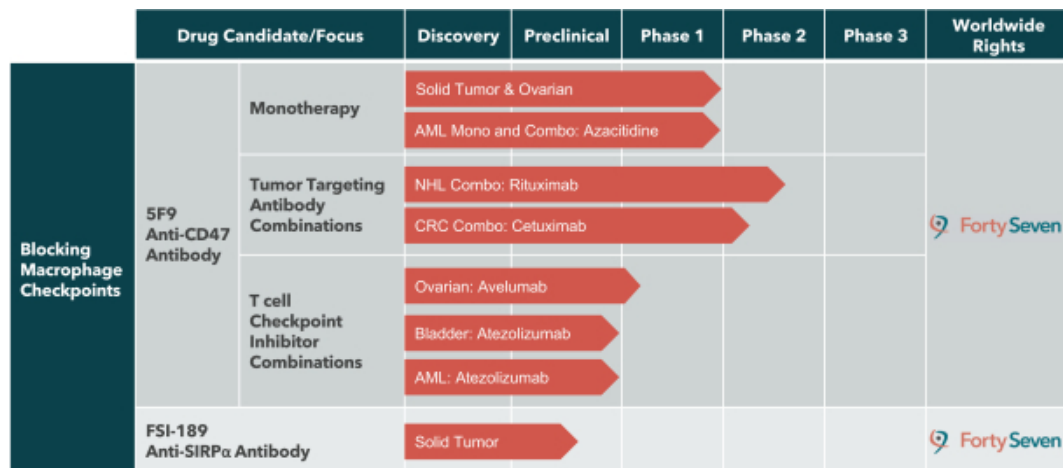 Drug Candidate/Focus
Discovery
Preclinical
Phase 1
Phase 2
Phase 3
Worldwide
Rights
Blocking
Macrophage
Checkpoints
5F9
Anti-CD47
Antibody
Monotherapy
Solid Tumor & Ovarian
AML Mono and Combo: Azacitidine
Tumor Targeting
Antibody
Combinations
NHL Combo: Rituximab
CRC Combo: Cetuximab
T cell
Checkpoint
Inhibitor
Combinations
Ovarian: Avelumab
Bladder: Atezolizumab
AML: Atezolizumab
FortySeven
FSI-189
Anti-SIRPα Antibody
Solid Tumor
FortySeven